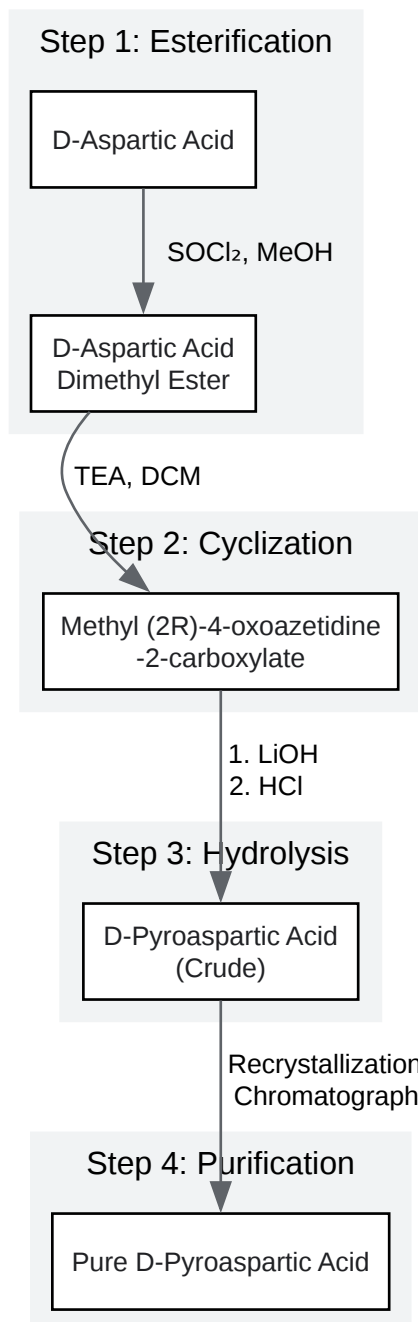 Step 1: Esterification
D-Aspartic Acid
SOCl₂, MeOH
D-Aspartic Acid
Dimethyl Ester
TEA, DCM
Step 2: Cyclization
Methyl (2R)-4-oxoazetidine
-2-carboxylate
1. LiOH
2. HCl
Step 3: Hydrolysis
D-Pyroaspartic Acid
(Crude)
Recrystallization
Chromatograph
Step 4: Purification
Pure D-Pyroaspartic Acid